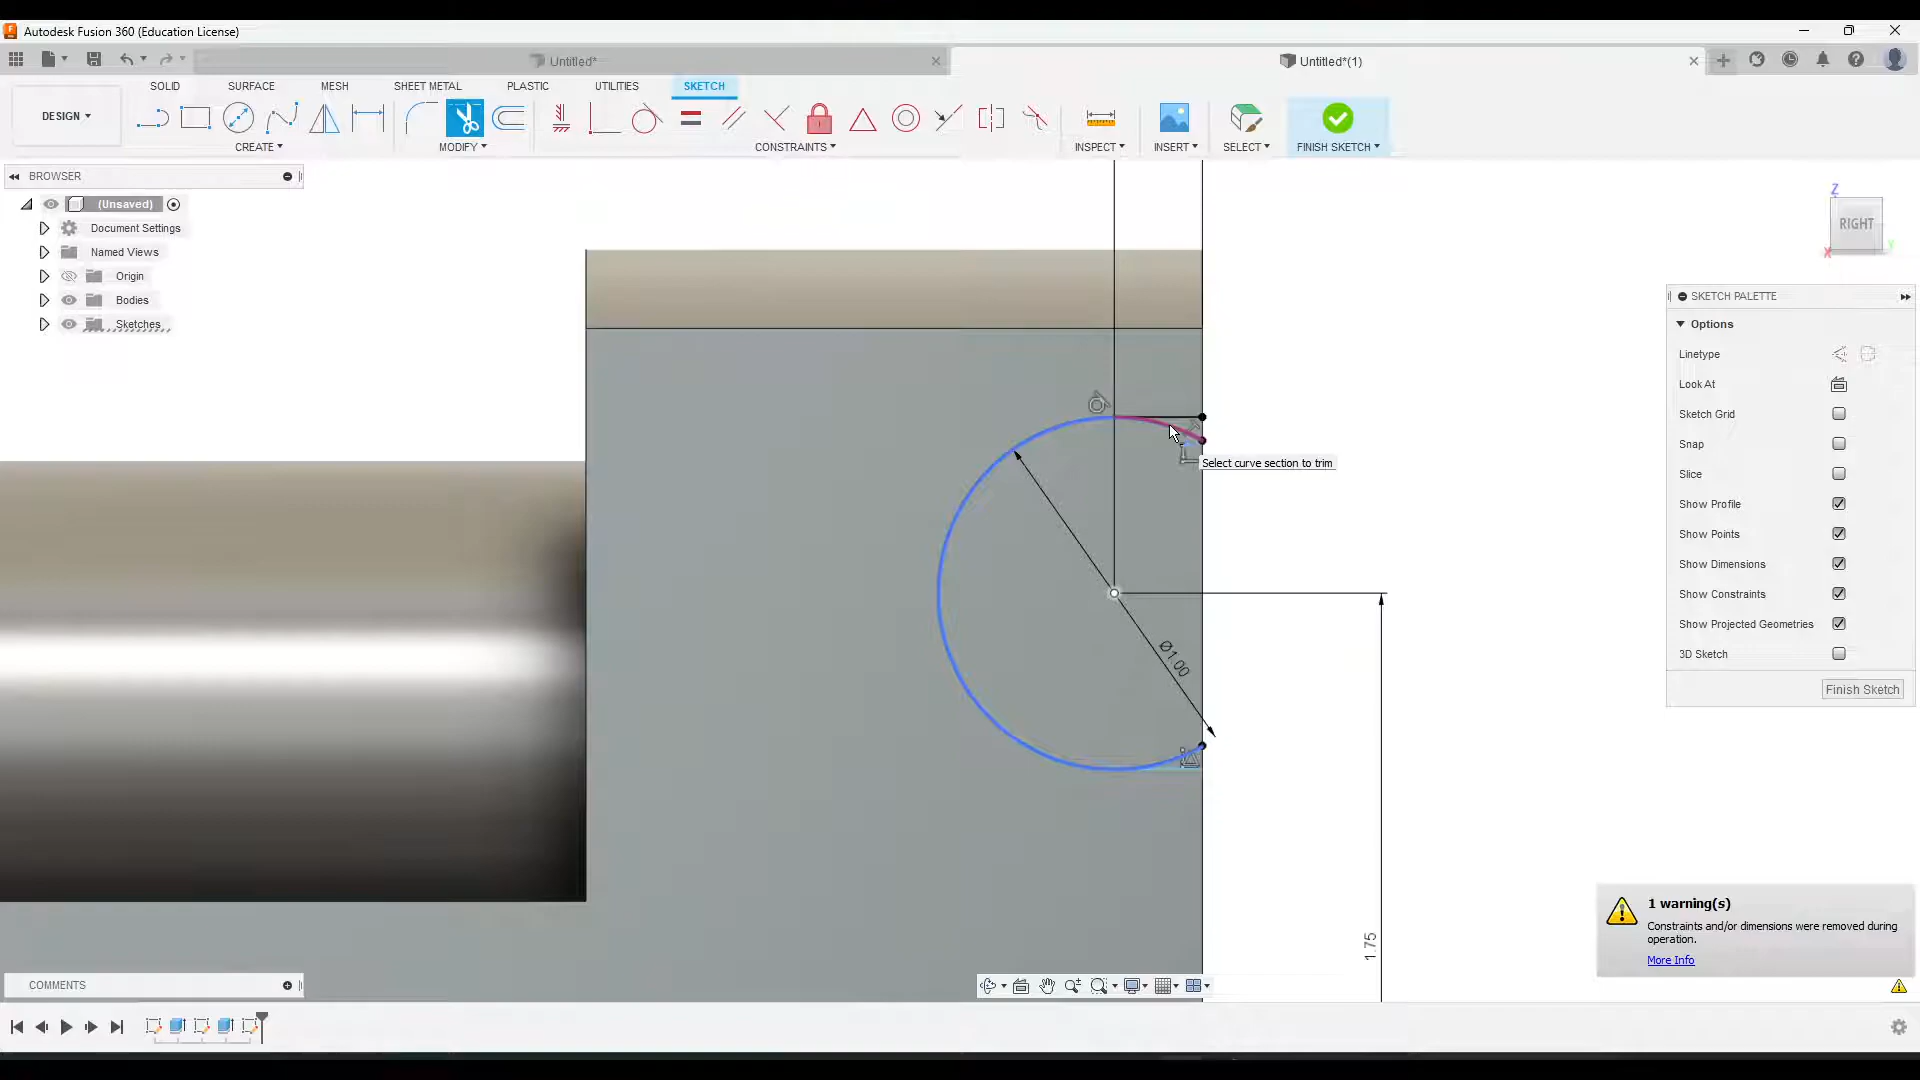 Autodesk Fusion 360 (Education License)
Untitled*
Untitled*(1)
SOLID
SURFACE
MESH
SHEET METAL
PLASTIC
UTILITIES
SKETCH
DESIGN
CREATE
MODIFY
CONSTRAINTS
INSPECT
INSERT
SELECT
FINISH SKETCH
BROWSER
(Unsaved)
Document Settings
Named Views
Origin
Bodies
Sketches
Z
RIGHT
X
Y
SKETCH PALETTE
Options
Linetype
Look At
Sketch Grid
Snap
Slice
Show Profile
Show Points
Show Dimensions
Show Constraints
Show Projected Geometries
3D Sketch
Finish Sketch
Select curve section to trim
Ø1.00
1.75
1 warning(s)
Constraints and/or dimensions were removed during
operation.
More Info
COMMENTS